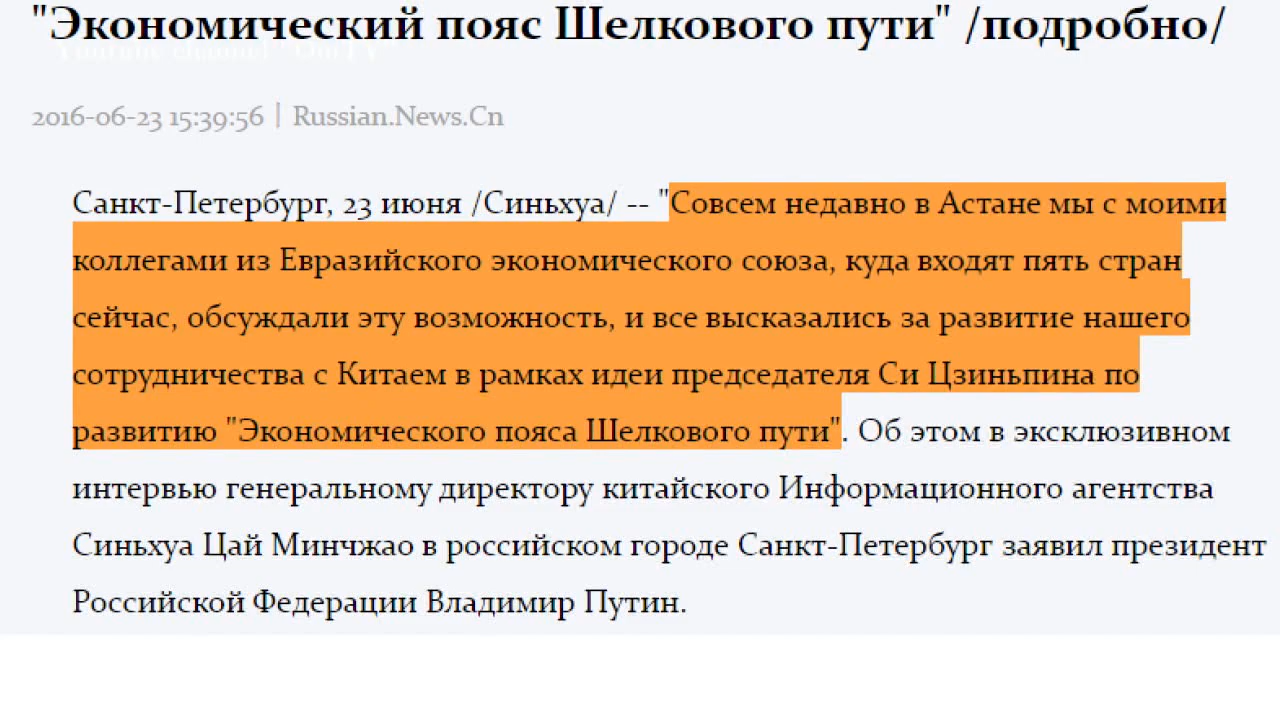 "Экономический пояс Шелкового пути" /подробно/
2016-06-23 15:39:56 | Russian.News.Cn
Санкт-Петербург, 23 июня /Синьхуа/ -- "Совсем недавно в Астане мы с моими
коллегами из Евразийского экономического союза, куда входят пять стран
сейчас, обсуждали эту возможность, и все высказались за развитие нашего
сотрудничества с Китаем в рамках идеи председателя Си Цзиньпина по
развитию "Экономического пояса Шелкового пути". Об этом в эксклюзивном
интервью генеральному директору китайского Информационного агентства
Синьхуа Цай Минчжао в российском городе Санкт-Петербург заявил президент
Российской Федерации Владимир Путин.